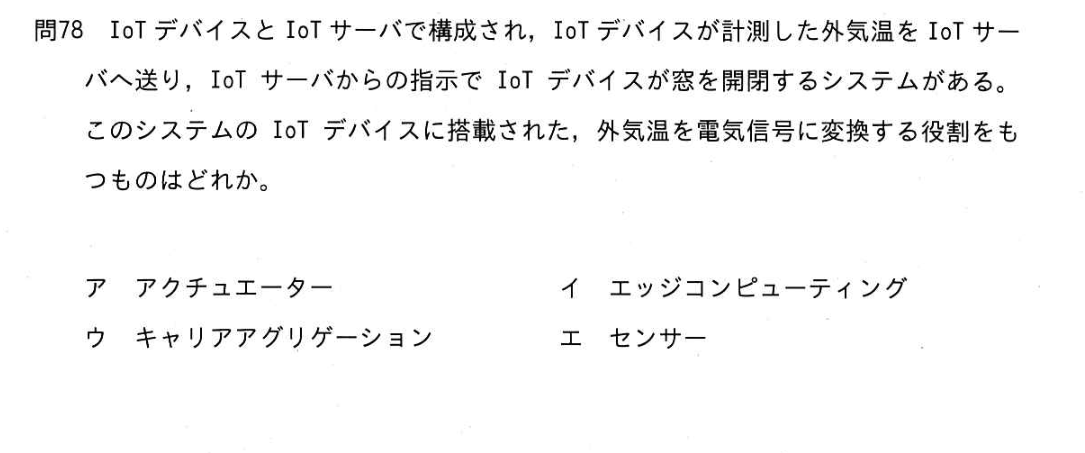 問78 IoT デバイスと IoT サーバで構成され，IoT デバイスが計測した外気温を IoT サー
バへ送り，IoT サーバからの指示で IoT デバイスが窓を開閉するシステムがある。
このシステムの IoT デバイスに搭載された，外気温を電気信号に変換する役割をも
つものはどれか。
ア アクチュエーター イ エッジコンピューティング
ウ キャリアアグリゲーション エ センサー